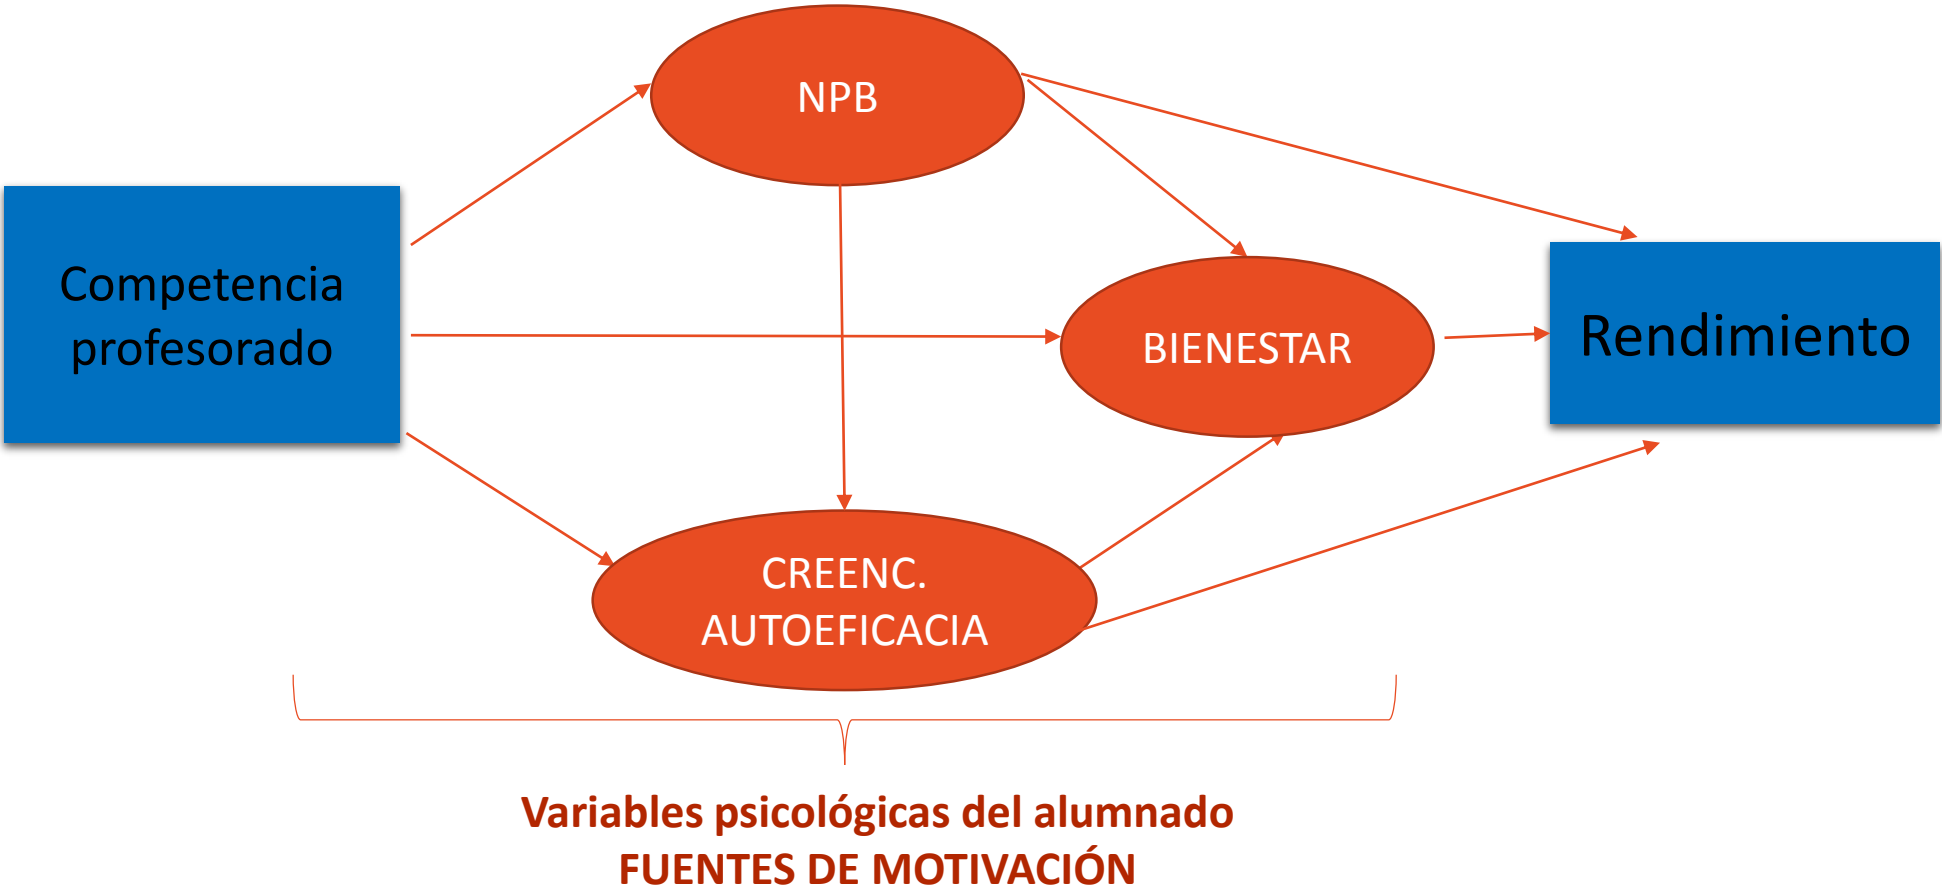 NPB
Competencia
profesorado
BIENESTAR
Rendimiento
CREENC.
AUTOEFICACIA
Variables psicológicas del alumnado
FUENTES DE MOTIVACIÓN